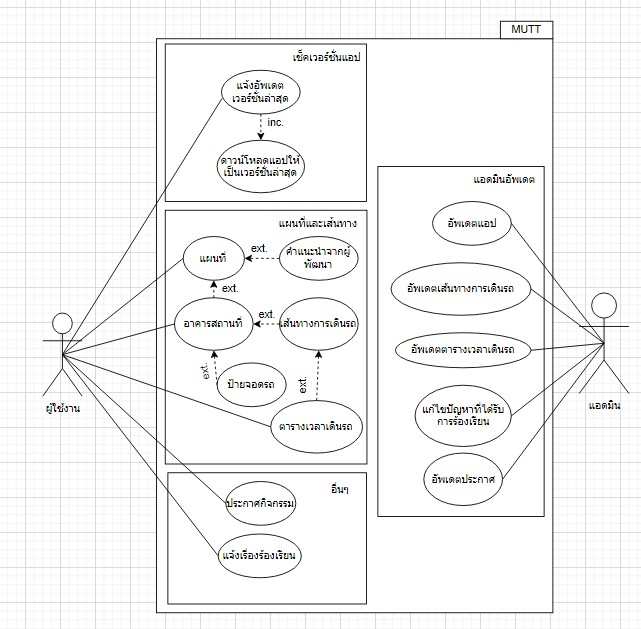 MUTT
เช็คเวอร์ชั่นแอป
แจ้งอัพเดต
เวอร์ชั่นล่าสุด
inc.
ดาวน์โหลดแอปให้
เป็นเวอร์ชั่นล่าสุด
แผนที่และเส้นทาง
แผนที่
ext.
คำแนะนำจากผู้
พัฒนา
ext.
อาคารสถานที่
ext.
เส้นทางการเดินรถ
ext.
ป้ายจอดรถ
ext.
ตารางเวลาเดินรถ
อื่นๆ
ประกาศกิจกรรม
แจ้งเรื่องร้องเรียน
ผู้ใช้งาน
แอดมินอัพเดต
อัพเดตแอป
อัพเดตเส้นทางการเดินรถ
อัพเดตตารางเวลาเดินรถ
แก้ไขปัญหาที่ได้รับ
การร้องเรียน
อัพเดตประกาศ
แอดมิน